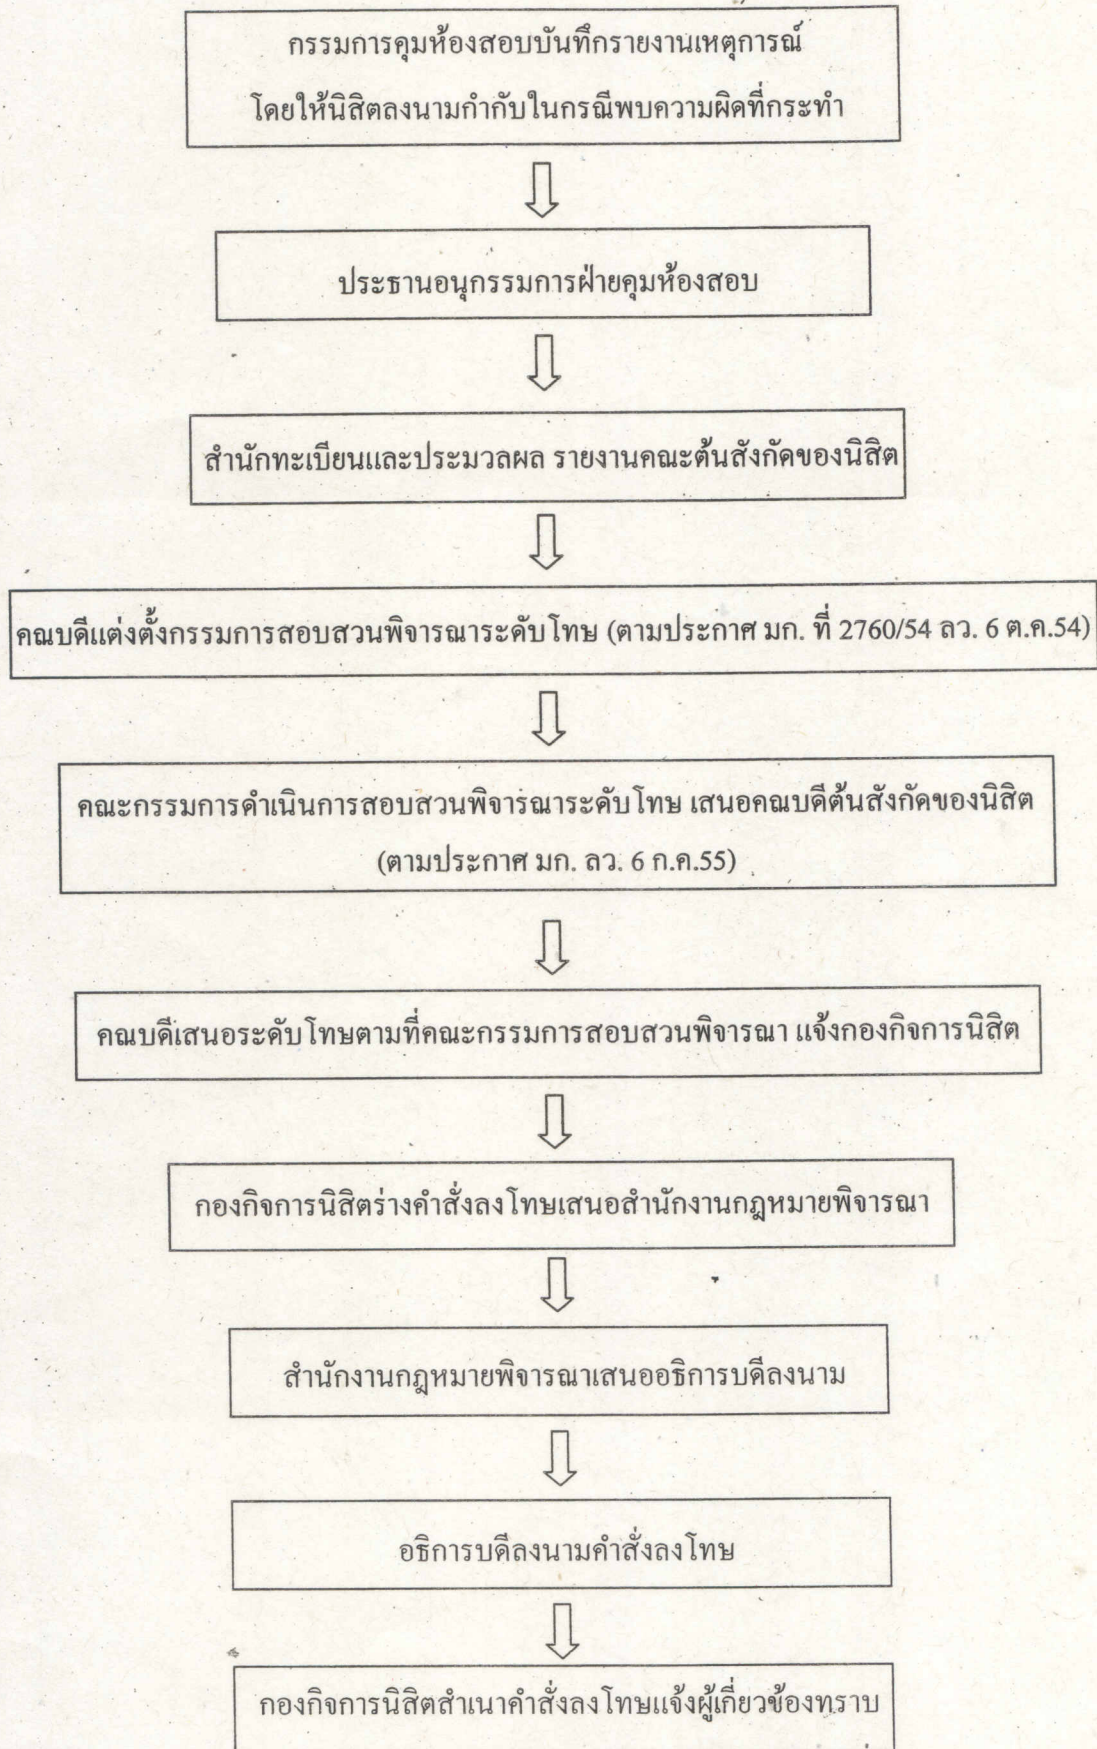 กรรมการคุมห้องสอบบันทึกรายงานเหตุการณ์
โดยให้นิสิตลงนามกำกับในกรณีพบความผิดที่กระทำ
ประธานอนุกรรมการฝ่ายคุมห้องสอบ
สำนักทะเบียนและประมวลผล รายงานคณะต้นสังกัดของนิสิต
คณบดีแต่งตั้งกรรมการสอบสวนพิจารณาระดับโทษ (ตามประกาศ มก. ที่ 2760/54 ลว. 6 ต.ค.54)
คณะกรรมการดำเนินการสอบสวนพิจารณาระดับโทษ เสนอคณบดีต้นสังกัดของนิสิต
(ตามประกาศ มก. ลว. 6 ก.ค.55)
คณบดีเสนอระดับโทษตามที่คณะกรรมการสอบสวนพิจารณา แจ้งกองกิจการนิสิต
กองกิจการนิสิตร่างคำสั่งลงโทษเสนอสำนักงานกฎหมายพิจารณา
สำนักงานกฎหมายพิจารณาเสนออธิการบดีลงนาม
อธิการบดีลงนามคำสั่งลงโทษ
กองกิจการนิสิตสำเนาคำสั่งลงโทษแจ้งผู้เกี่ยวข้องทราบ